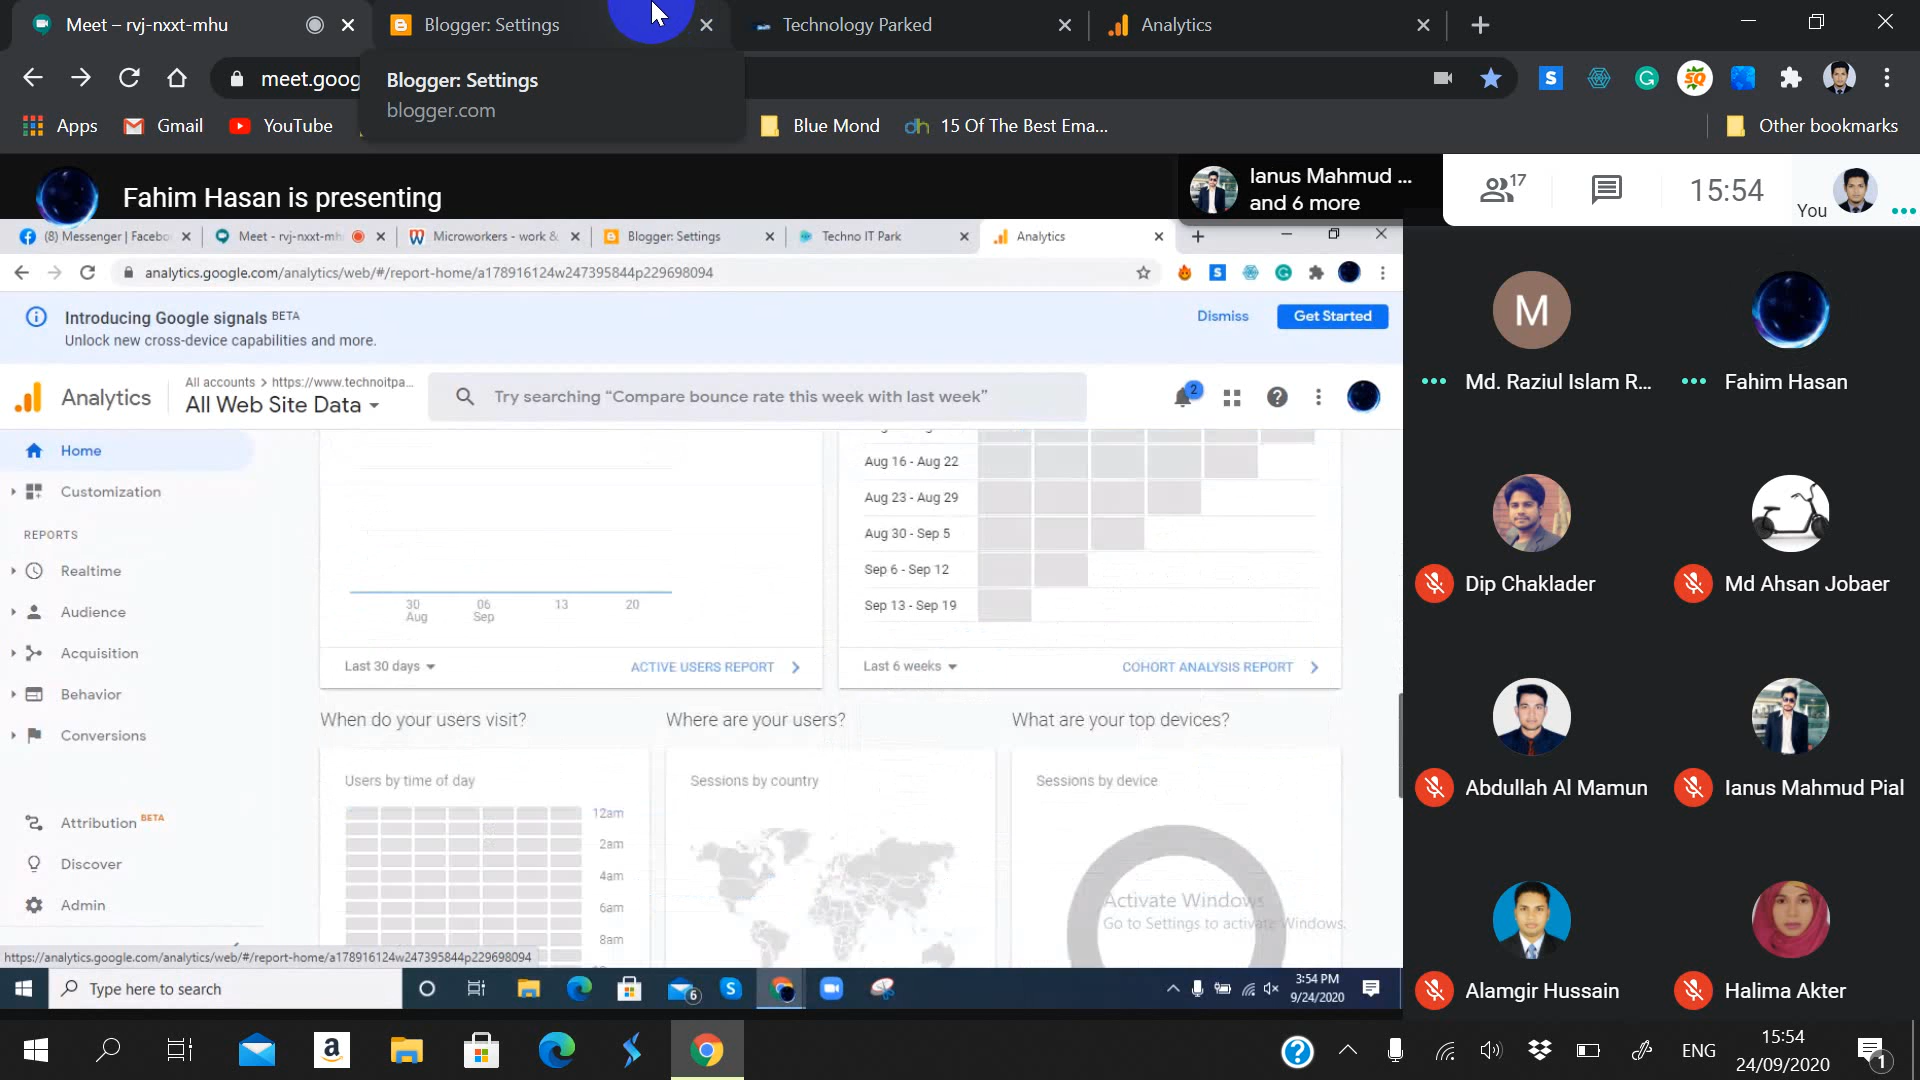 Meet – rvj-nxxt-mhu
Blogger: Settings
Technology Parked
Analytics
meet.goog
Blogger: Settings
blogger.com
Apps
Gmail
YouTube
Blue Mond
15 Of The Best Ema...
Other bookmarks
Fahim Hasan is presenting
Ianus Mahmud ...
and 6 more
17
15:54
You
(8) Messenger | Facebo
Meet - rvj-nxxt-mh
Microworkers - work &
Blogger: Settings
Techno IT Park
Analytics
analytics.google.com/analytics/web/#/report-home/a178916124w247395844p229698094
Introducing Google signals BETA
Unlock new cross-device capabilities and more.
Dismiss
Get Started
Analytics
All accounts > https://www.technoitpa...
All Web Site Data
Try searching “Compare bounce rate this week with last week”
2
Home
Customization
REPORTS
Realtime
Audience
Acquisition
Behavior
Conversions
Attribution BETA
Discover
Admin
30
Aug
06
Sep
13
20
Last 30 days
ACTIVE USERS REPORT
Aug 16 - Aug 22
Aug 23 - Aug 29
Aug 30 - Sep 5
Sep 6 - Sep 12
Sep 13 - Sep 19
Last 6 weeks
COHORT ANALYSIS REPORT
When do your users visit?
Where are your users?
What are your top devices?
Users by time of day
12am
2am
4am
6am
8am
Sessions by country
Sessions by device
Activate Windows
Go to Settings to activate Windows.
https://analytics.google.com/analytics/web/#/report-home/a178916124w247395844p229698094
Type here to search
6
3:54 PM
9/24/2020
M
Md. Raziul Islam R...
Fahim Hasan
Dip Chaklader
Md Ahsan Jobaer
Abdullah Al Mamun
Ianus Mahmud Pial
Alamgir Hussain
Halima Akter
ENG
15:54
24/09/2020
1